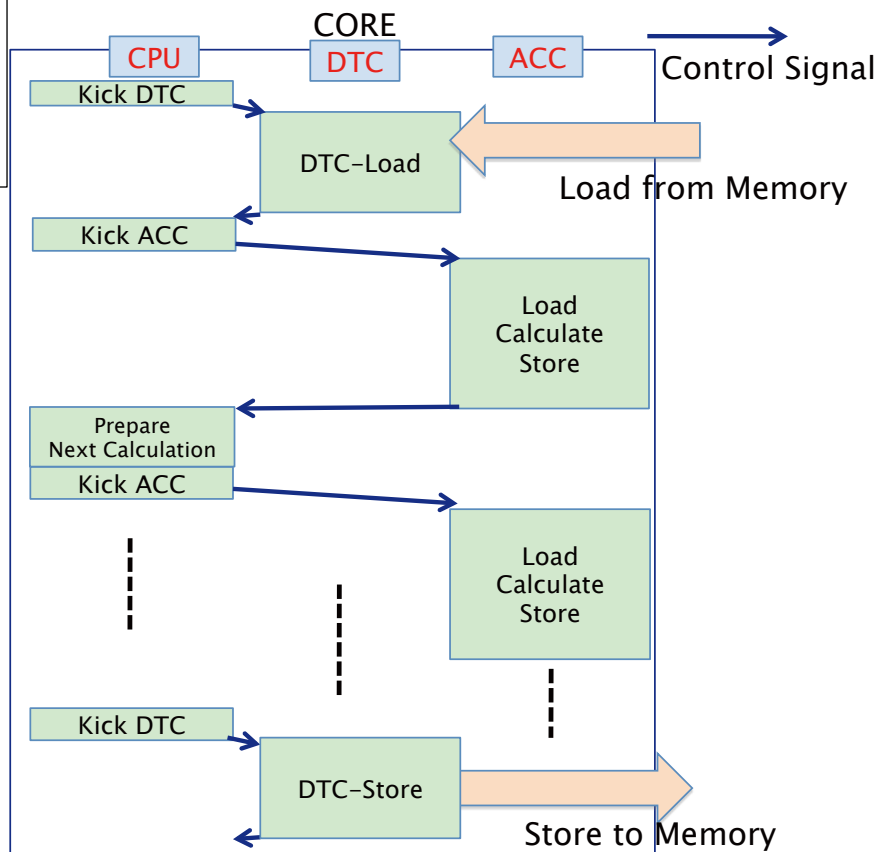 CORE
CPU
DTC
ACC
Control Signal
Kick DTC
DTC-Load
Load from Memory
Kick ACC
Load
Calculate
Store
Prepare
Next Calculation
Kick ACC
Load
Calculate
Store
Kick DTC
DTC-Store
Store to Memory